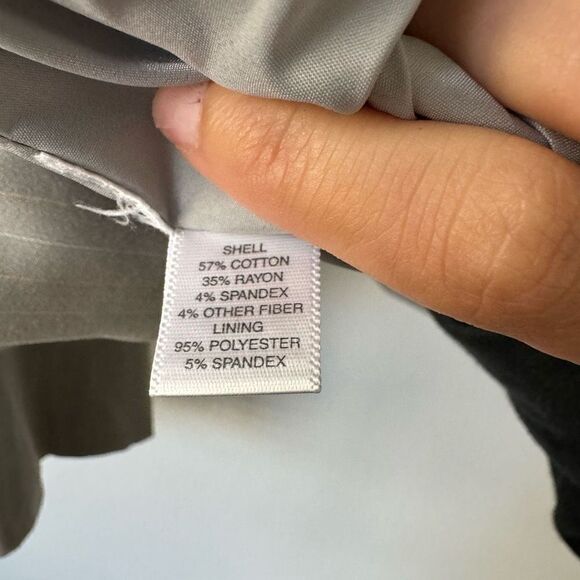 SHELL
57% COTTON
35% RAYON
4% SPANDEX
4% OTHER FIBER
LINING
95% POLYESTER
5% SPANDEX